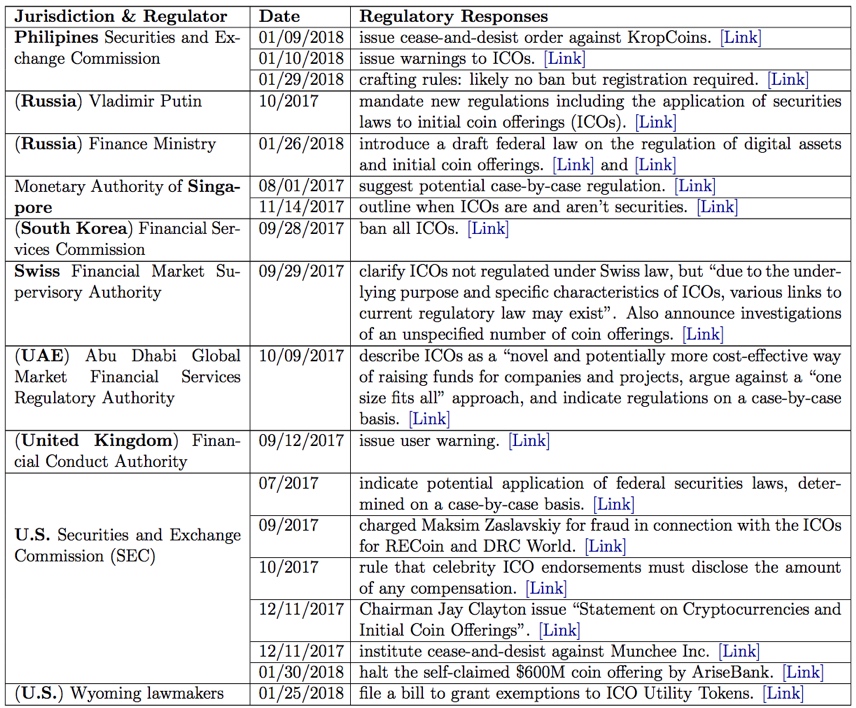 Jurisdiction & Regulator Date Regulatory Responses
Philipines Securities and Ex-
change Commission
01/09/2018 issue cease-and-desist order against KropCoins. [Link]
01/10/2018 issue warnings to ICOs. [Link]
01/29/2018 crafting rules: likely no ban but registration required. [Link]
(Russia) Vladimir Putin 10/2017 mandate new regulations including the application of securities
laws to initial coin offerings (ICOs). [Link]
(Russia) Finance Ministry 01/26/2018 introduce a draft federal law on the regulation of digital assets
and initial coin offerings. [Link] and [Link]
Monetary Authority of Singa-
pore
08/01/2017 suggest potential case-by-case regulation. [Link]
11/14/2017 outline when ICOs are and aren't securities. [Link]
(South Korea) Financial Ser-
vices Commission
09/28/2017 ban all ICOs. [Link]
Swiss Financial Market Su-
pervisory Authority
09/29/2017 clarify ICOs not regulated under Swiss law, but “due to the under-
lying purpose and specific characteristics of ICOs, various links to
current regulatory law may exist”. Also announce investigations
of an unspecified number of coin offerings. [Link]
(UAE) Abu Dhabi Global
Market Financial Services
Regulatory Authority
10/09/2017 describe ICOs as a “novel and potentially more cost-effective way
of raising funds for companies and projects, argue against a “one
size fits all” approach, and indicate regulations on a case-by-case
basis. [Link]
(United Kingdom) Finan-
cial Conduct Authority
09/12/2017 issue user warning. [Link]
U.S. Securities and Exchange
Commission (SEC)
07/2017 indicate potential application of federal securities laws, deter-
mined on a case-by-case basis. [Link]
09/2017 charged Maksim Zaslavskiy for fraud in connection with the ICOs
for RECoin and DRC World. [Link]
10/2017 rule that celebrity ICO endorsements must disclose the amount
of any compensation. [Link]
12/11/2017 Chairman Jay Clayton issue “Statement on Cryptocurrencies and
Initial Coin Offerings”. [Link]
12/11/2017 institute cease-and-desist against Munchee Inc. [Link]
01/30/2018 halt the self-claimed $600M coin offering by AriseBank. [Link]
(U.S.) Wyoming lawmakers 01/25/2018 file a bill to grant exemptions to ICO Utility Tokens. [Link]